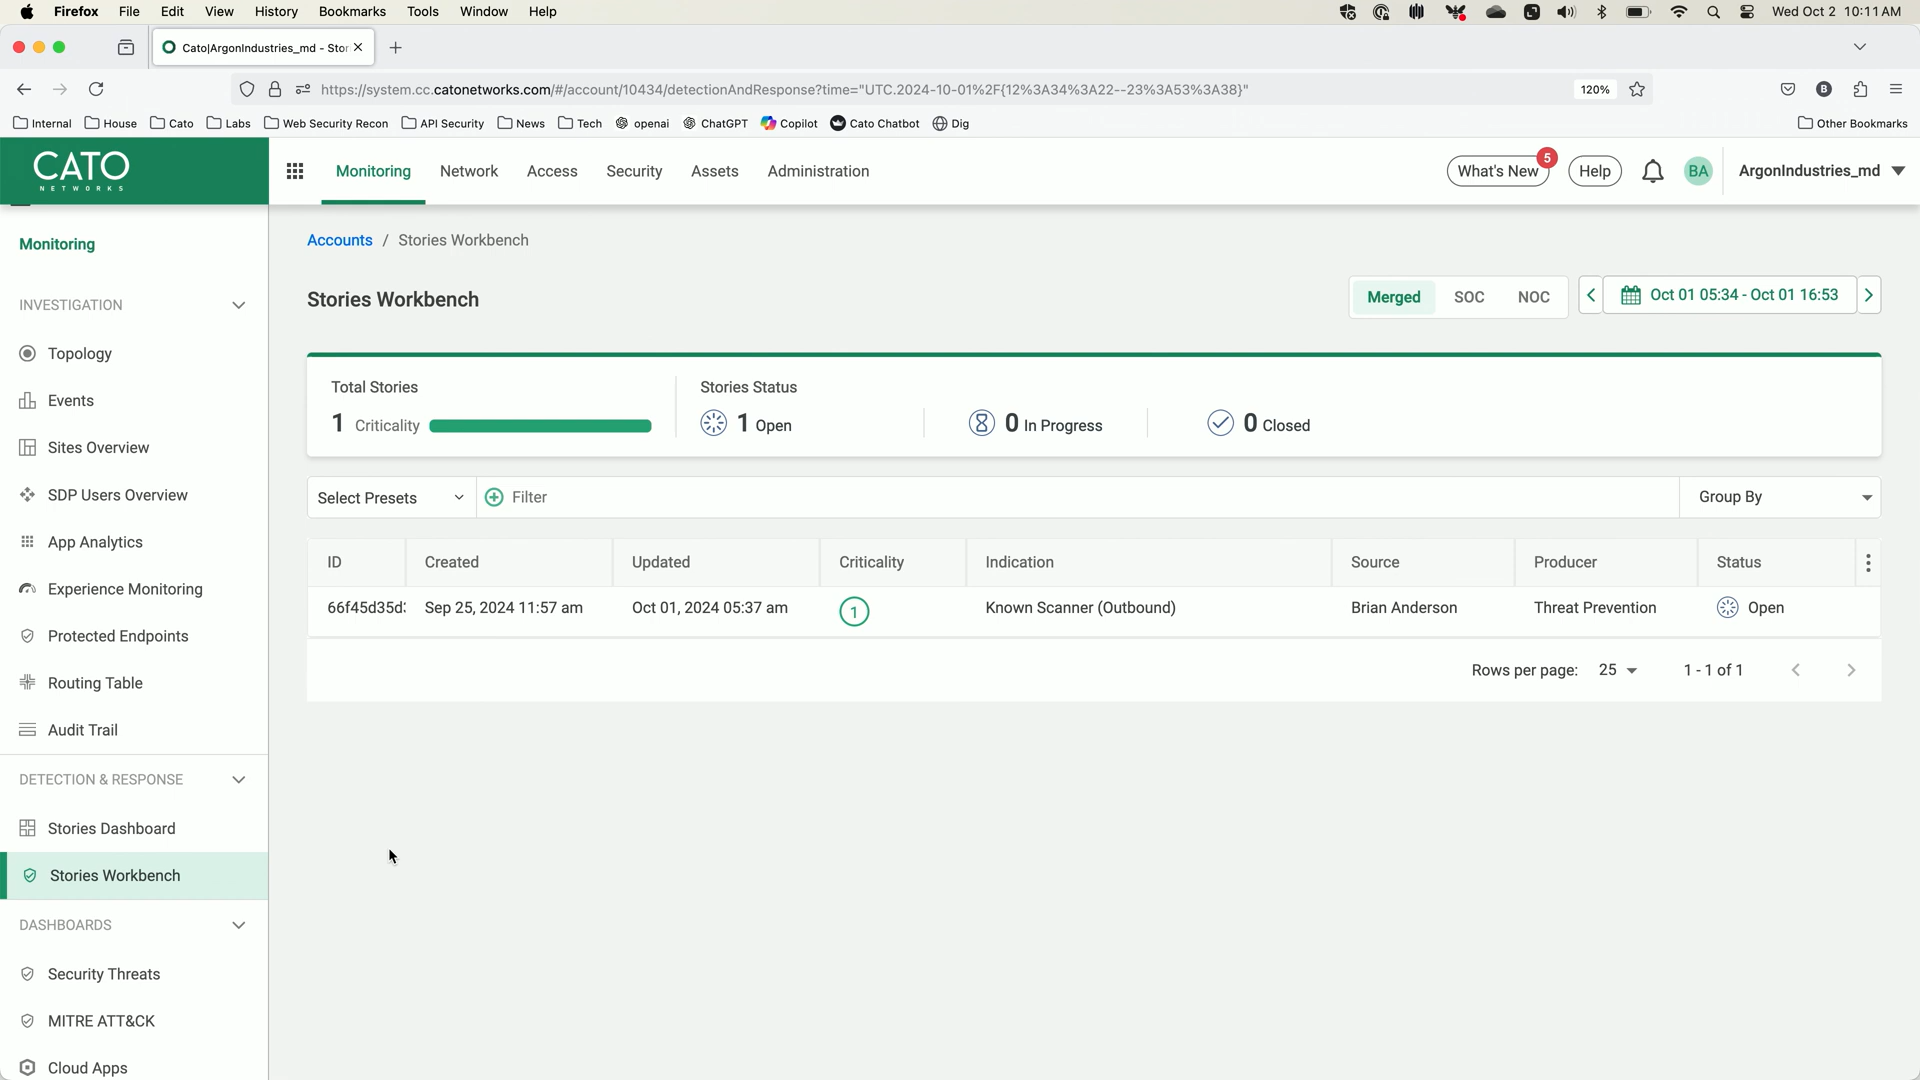 Firefox File Edit View History Bookmarks Tools Window Help Wed Oct 2 10:11 AM
Cato|ArgonIndustries_md - Stor
https://system.cc.catonetworks.com/#/account/10434/detectionAndResponse?time="UTC.2024-10-01%2F{12%3A34%3A22--23%3A53%3A38}" 120% B
Internal House Cato Labs Web Security Recon API Security News Tech openai ChatGPT Copilot Cato Chatbot Dig Other Bookmarks
CATO
NETWORKS
Monitoring Network Access Security Assets Administration What's New 5 Help BA ArgonIndustries_md
Monitoring
INVESTIGATION
Topology
Events
Sites Overview
SDP Users Overview
App Analytics
Experience Monitoring
Protected Endpoints
Routing Table
Audit Trail
DETECTION & RESPONSE
Stories Dashboard
Stories Workbench
DASHBOARDS
Security Threats
MITRE ATT&CK
Cloud Apps
Accounts / Stories Workbench
Stories Workbench
Merged SOC NOC Oct 01 05:34 - Oct 01 16:53
Total Stories Stories Status
1 Criticality 1 Open 0 In Progress 0 Closed
Select Presets Filter Group By
ID Created Updated Criticality Indication Source Producer Status
66f45d35d: Sep 25, 2024 11:57 am Oct 01, 2024 05:37 am 1 Known Scanner (Outbound) Brian Anderson Threat Prevention Open
Rows per page: 25 1 - 1 of 1